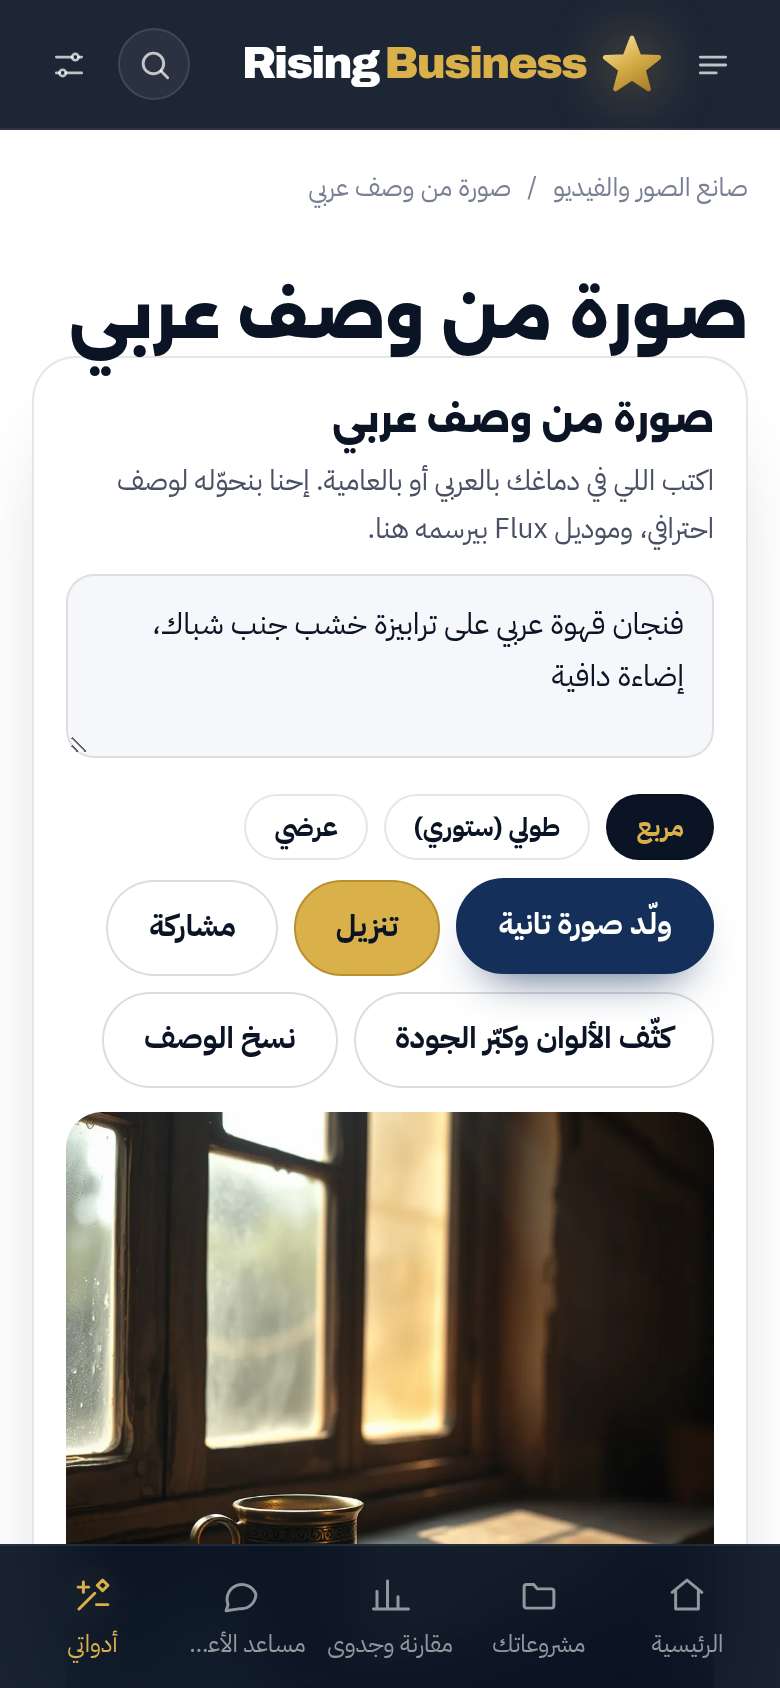 Rising Business
صانع الصور والفيديو / صورة من وصف عربي
صورة من وصف عربي
صورة من وصف عربي
اكتب اللي في دماغك بالعربي أو بالعامية. إحنا بنحوّله لوصف
احترافي، وموديل Flux بيرسمه هنا.
فنجان قهوة عربي على ترابيزة خشب جنب شباك،
إضاءة دافية
مربع
طولي (ستوري)
عرضي
ولّد صورة تانية
تنزيل
مشاركة
كثّف الألوان وكبّر الجودة
نسخ الوصف
الرئيسية
مشروعاتك
مقارنة وجدوى
مساعد الأعـ...
أدواتي